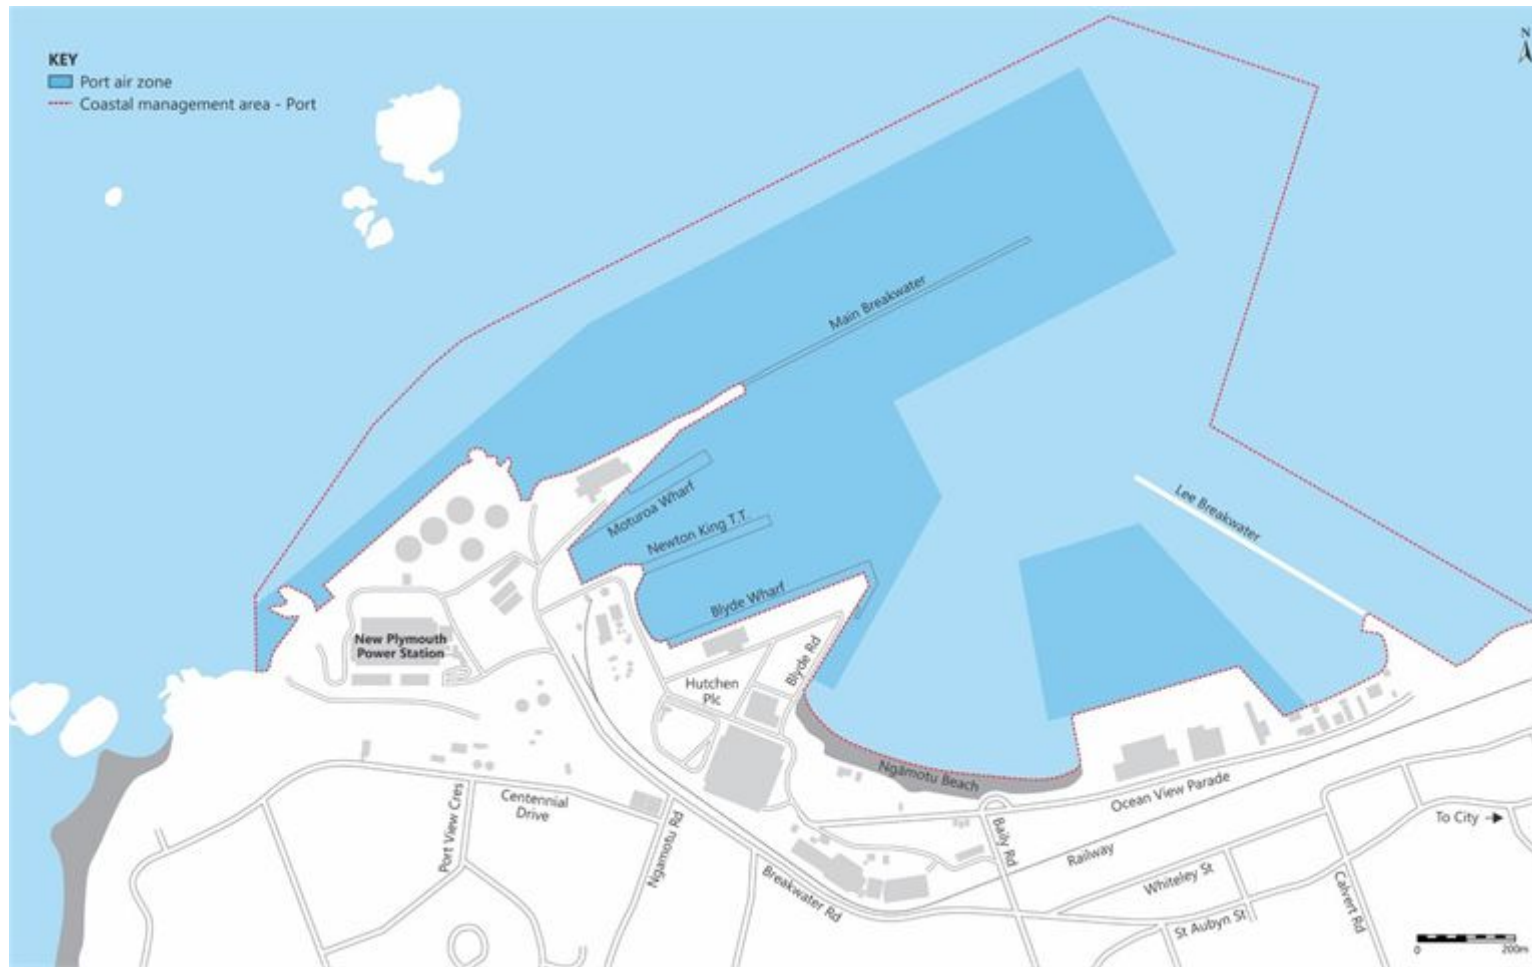 KEY
Port air zone
Coastal management area - Port
N
Main Breakwater
Lee Breakwater
Moturoa Wharf
Newton King T.T.
Blyde Wharf
New Plymouth
Power Station
Blyde Rd
Hutchen
Plc
Ngāmotu Beach
Ocean View Parade
Centennial
Drive
Port View Cres
Ngamotu Rd
Breakwater Rd
Baily Rd
Railway
To City
Whiteley St
Calvert Rd
St Aubyn St
0
200m